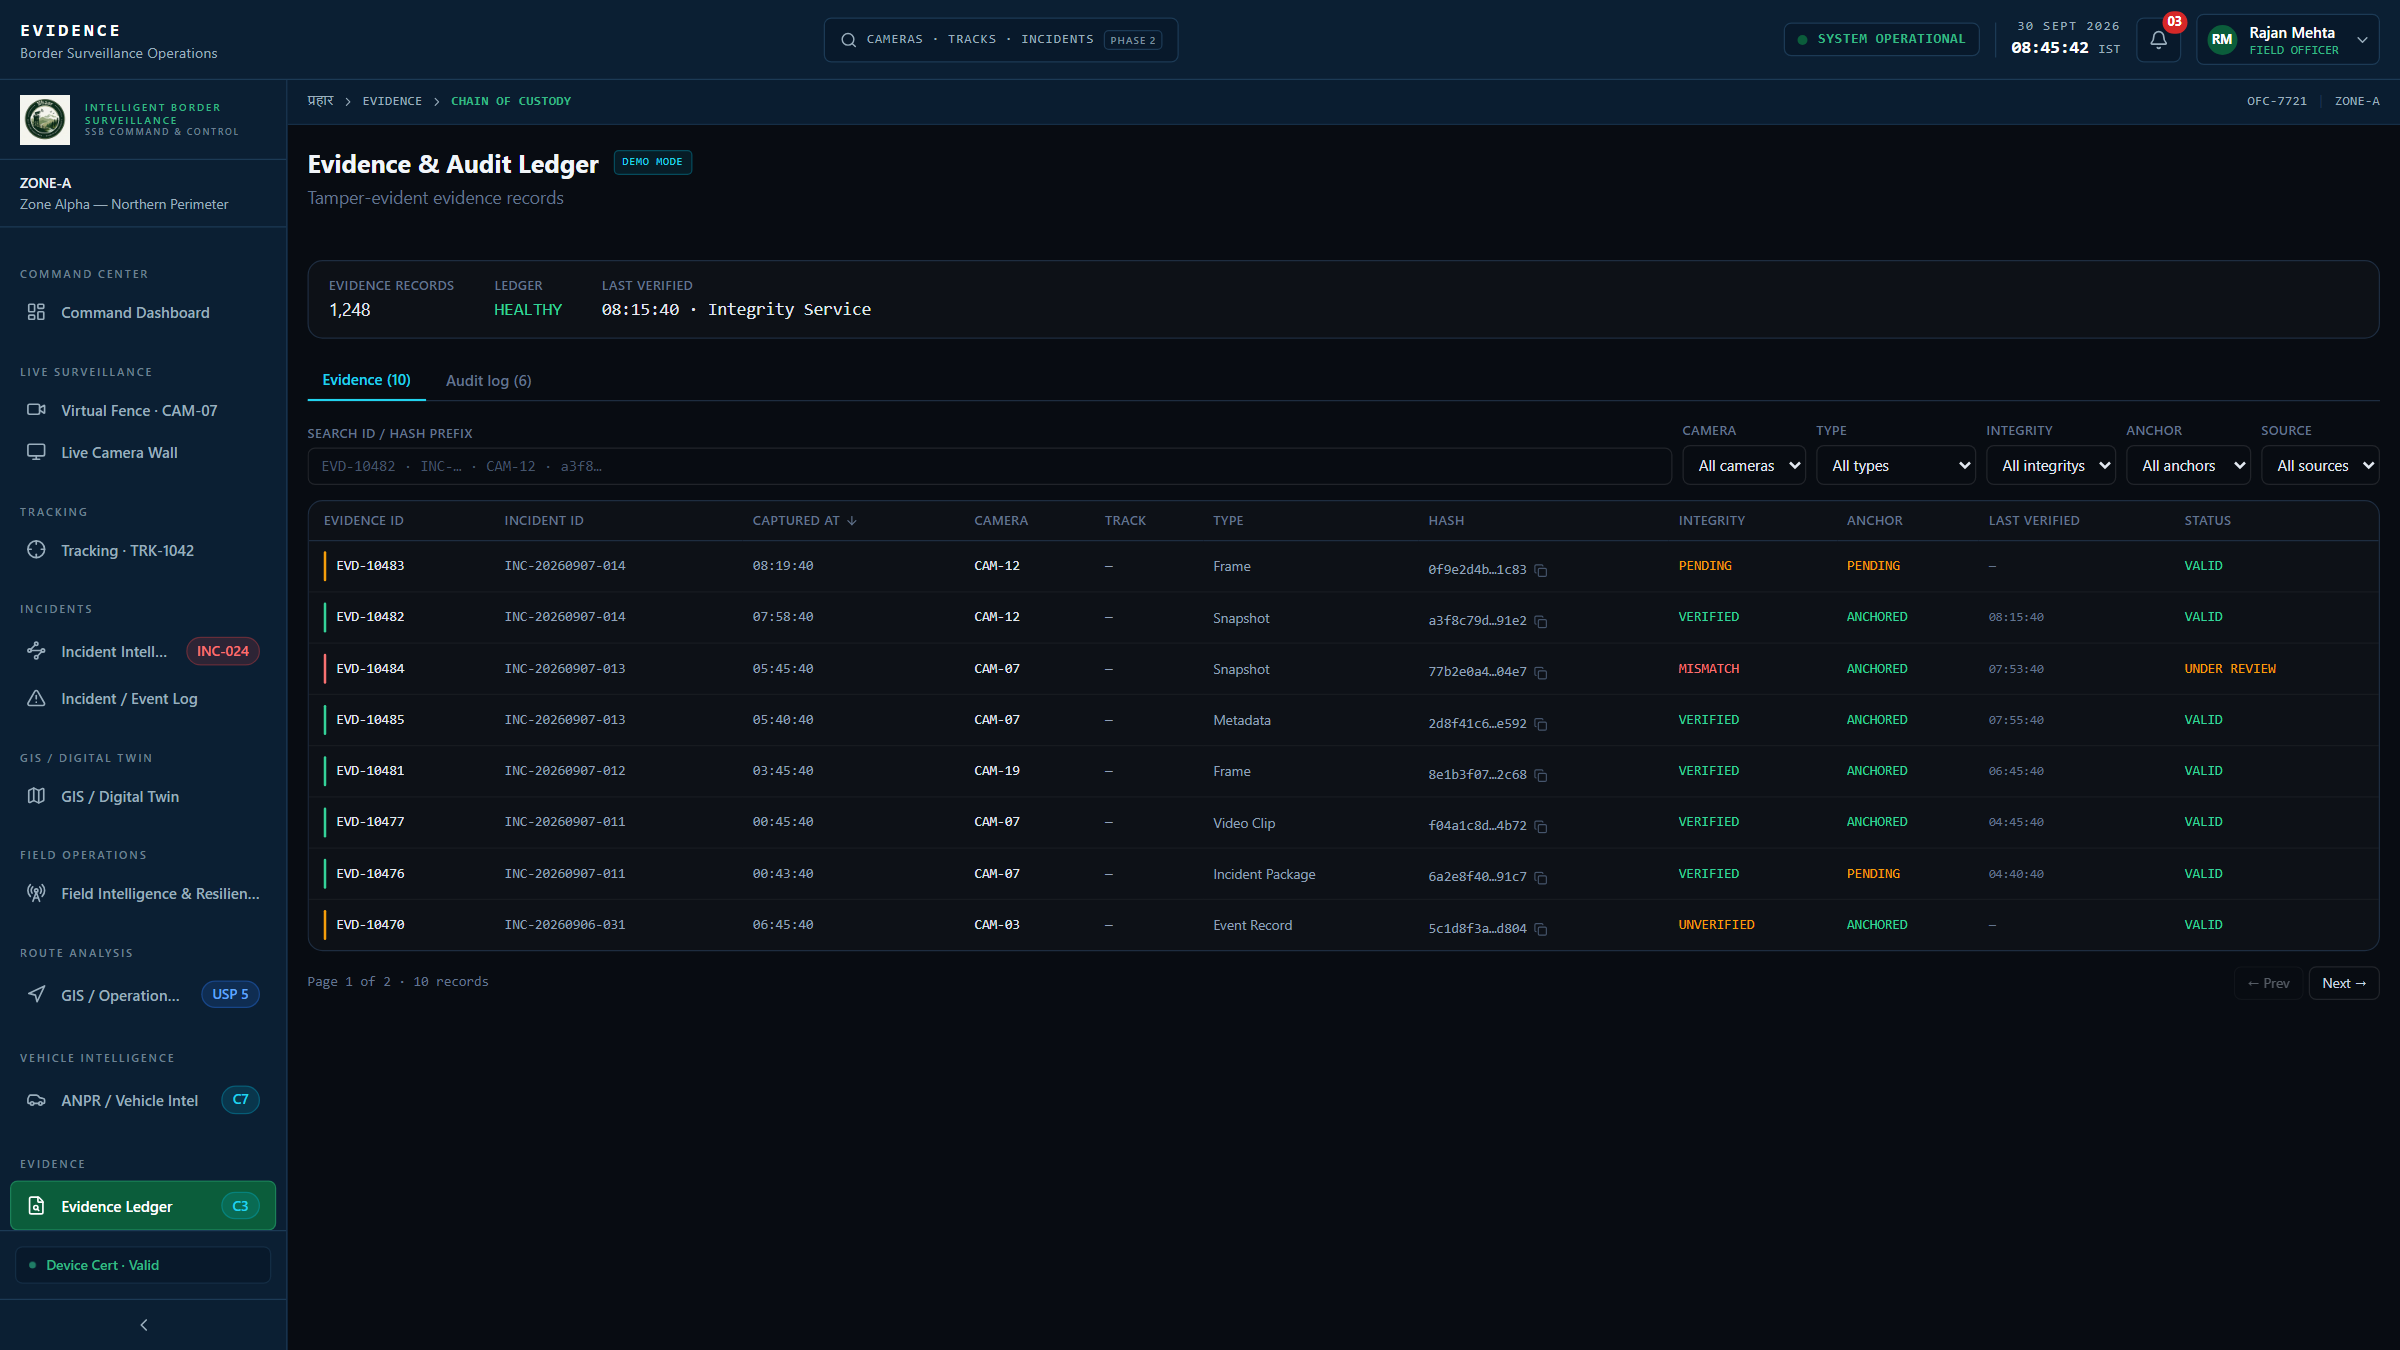 EVIDENCE
Border Surveillance Operations
CAMERAS · TRACKS · INCIDENTS PHASE 2
SYSTEM OPERATIONAL
30 SEPT 2026
08:45:42 IST
03
RM
Rajan Mehta
FIELD OFFICER
INTELLIGENT BORDER
SURVEILLANCE
SSB COMMAND & CONTROL
ZONE-A
Zone Alpha — Northern Perimeter
COMMAND CENTER
Command Dashboard
LIVE SURVEILLANCE
Virtual Fence · CAM-07
Live Camera Wall
TRACKING
Tracking · TRK-1042
INCIDENTS
Incident Intell... INC-024
Incident / Event Log
GIS / DIGITAL TWIN
GIS / Digital Twin
FIELD OPERATIONS
Field Intelligence & Resilien...
ROUTE ANALYSIS
GIS / Operation... USP 5
VEHICLE INTELLIGENCE
ANPR / Vehicle Intel C7
EVIDENCE
Evidence Ledger C3
Device Cert · Valid
प्रहार > EVIDENCE > CHAIN OF CUSTODY
OFC-7721 ZONE-A
Evidence & Audit Ledger DEMO MODE
Tamper-evident evidence records
EVIDENCE RECORDS LEDGER LAST VERIFIED
1,248 HEALTHY 08:15:40 · Integrity Service
Evidence (10) Audit log (6)
SEARCH ID / HASH PREFIX CAMERA TYPE INTEGRITY ANCHOR SOURCE
EVD-10482 · INC-… · CAM-12 · a3f8… All cameras All types All integritys All anchors All sources
EVIDENCE ID INCIDENT ID CAPTURED AT ↓ CAMERA TRACK TYPE HASH INTEGRITY ANCHOR LAST VERIFIED STATUS
EVD-10483 INC-20260907-014 08:19:40 CAM-12 — Frame 0f9e2d4b…1c83 PENDING PENDING — VALID
EVD-10482 INC-20260907-014 07:58:40 CAM-12 — Snapshot a3f8c79d…91e2 VERIFIED ANCHORED 08:15:40 VALID
EVD-10484 INC-20260907-013 05:45:40 CAM-07 — Snapshot 77b2e0a4…04e7 MISMATCH ANCHORED 07:53:40 UNDER REVIEW
EVD-10485 INC-20260907-013 05:40:40 CAM-07 — Metadata 2d8f41c6…e592 VERIFIED ANCHORED 07:55:40 VALID
EVD-10481 INC-20260907-012 03:45:40 CAM-19 — Frame 8e1b3f07…2c68 VERIFIED ANCHORED 06:45:40 VALID
EVD-10477 INC-20260907-011 00:45:40 CAM-07 — Video Clip f04a1c8d…4b72 VERIFIED ANCHORED 04:45:40 VALID
EVD-10476 INC-20260907-011 00:43:40 CAM-07 — Incident Package 6a2e8f40…91c7 VERIFIED PENDING 04:40:40 VALID
EVD-10470 INC-20260906-031 06:45:40 CAM-03 — Event Record 5c1d8f3a…d804 UNVERIFIED ANCHORED — VALID
Page 1 of 2 · 10 records
← Prev Next →